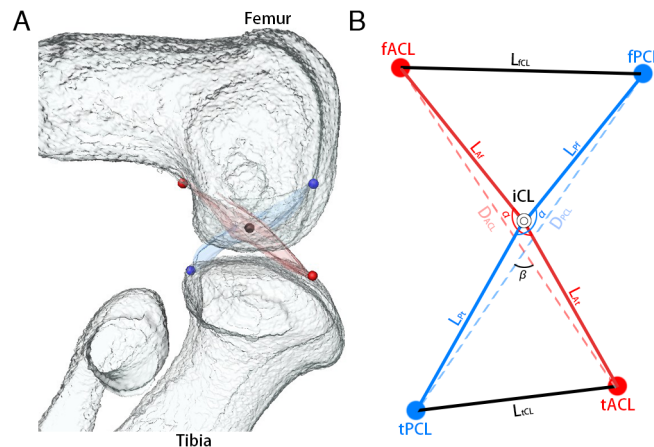 A
Femur
Tibia
B
fACL
fPCL
LfCL
LAf
LPf
iCL
DACL
DPCL
α
α
β
LPt
LAt
LtCL
tACL
tPCL